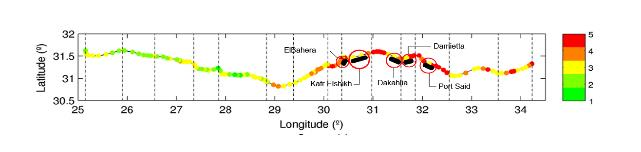 32
31.5
31
30.5
Latitude (º)
ElBahera
Damietta
Kafr Elshikh
Dakahlia
Port Said
25 26 27 28 29 30 31 32 33 34
Longitude (º)
5
4
3
2
1